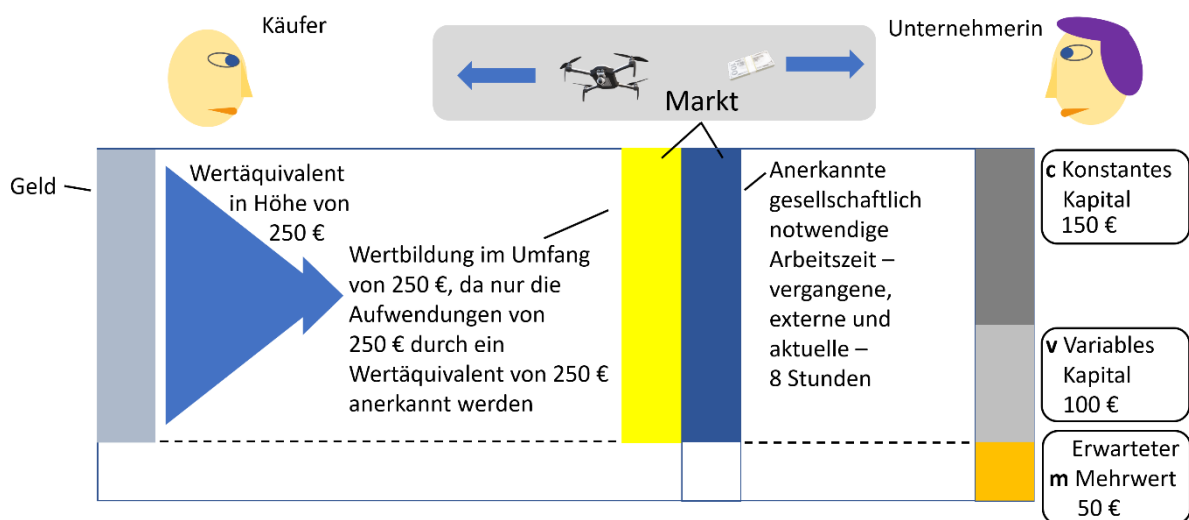 Käufer
Unternehmerin
Markt
Geld
Wertäquivalent
in Höhe von
250 €
Wertbildung im Umfang
von 250 €, da nur die
Aufwendungen von
250 € durch ein
Wertäquivalent von 250 €
anerkannt werden
Anerkannte
gesellschaftlich
notwendige
Arbeitszeit –
vergangene,
externe und
aktuelle –
8 Stunden
c Konstantes
Kapital
150 €
v Variables
Kapital
100 €
Erwarteter
m Mehrwert
50 €